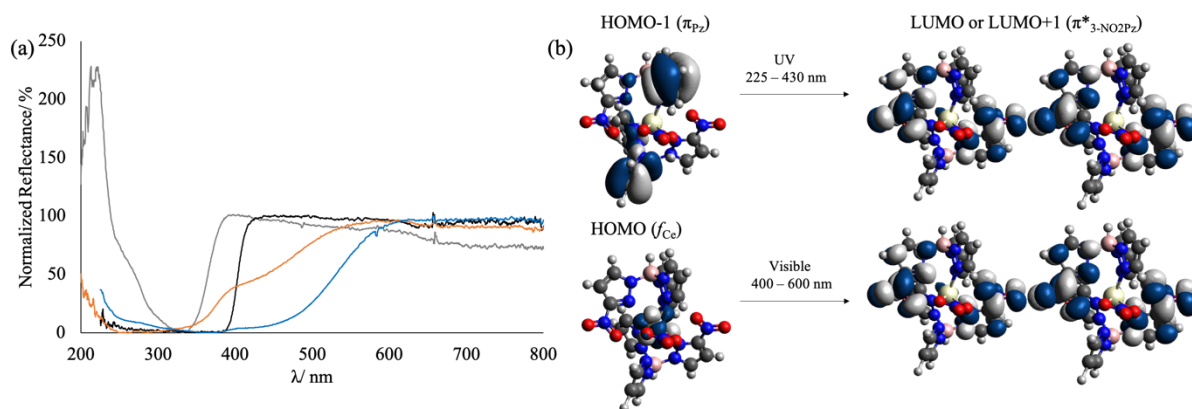 (a)
250
200
150
100
50
0
Normalized Reflectance/ %
200 300 400 500 600 700 800
λ/ nm
(b)
HOMO-1 (πPz)
UV
225 – 430 nm
LUMO or LUMO+1 (π*3-NO2Pz)
HOMO (fCe)
Visible
400 – 600 nm